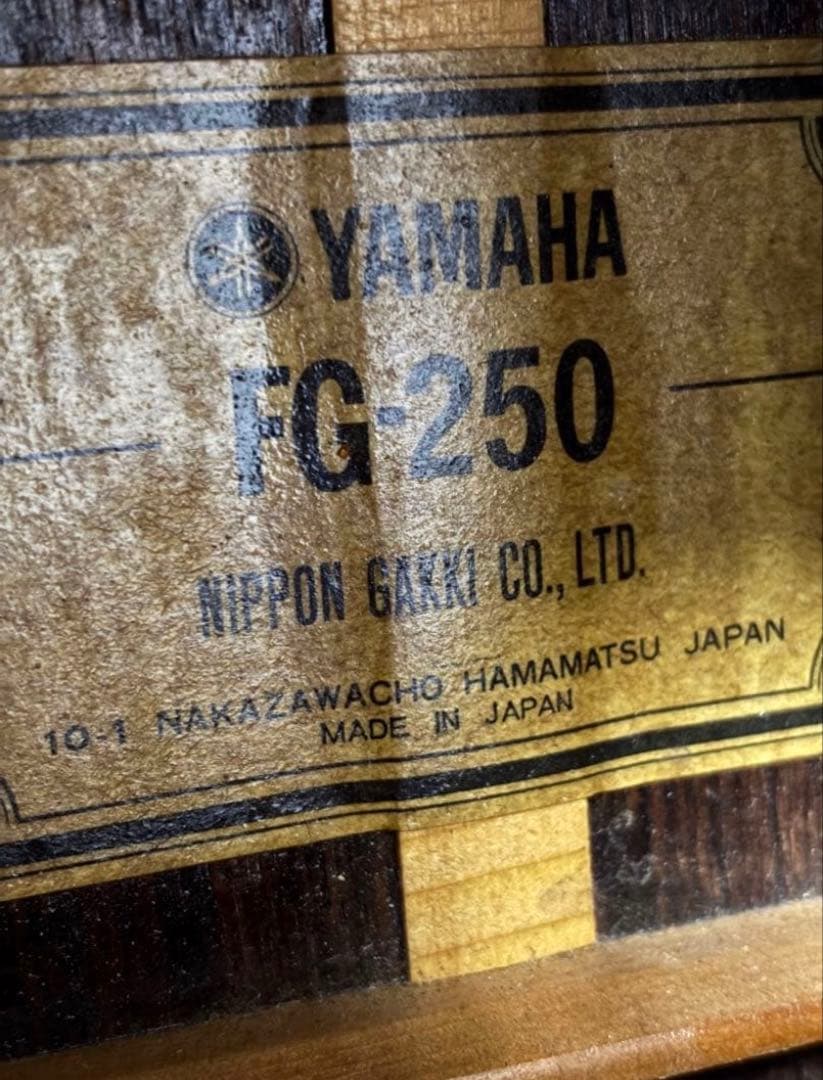 YAMAHA
FG-250
NIPPON GAKKI CO., LTD.
10-1 NAKAZAWACHO HAMAMATSU JAPAN
MADE IN JAPAN